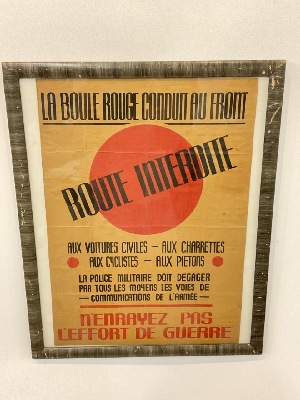 LA BOULE ROUGE CONDUIT AU FRONT
ROUTE INTERDITE
AUX VOITURES CIVILES – AUX CHARRETTES
AUX CYCLISTES – AUX PIETONS
LA POLICE MILITAIRE DOIT DEGAGER
PAR TOUS LES MOYENS LES VOIES DE
— COMMUNICATIONS DE L'ARMEE —
N'ENRAYEZ PAS
L'EFFORT DE GUERRE